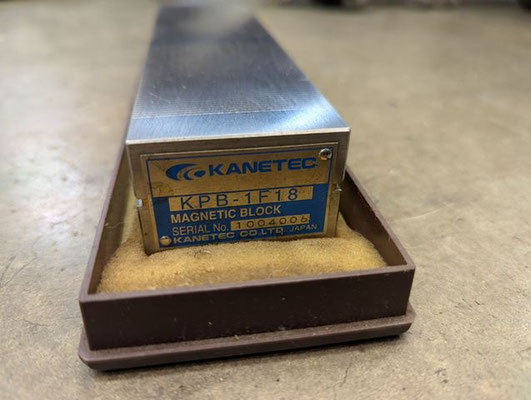 KANETEC
KPB-1F18
MAGNETIC BLOCK
SERIAL No. 1004006
KANETEC CO.LTD. JAPAN